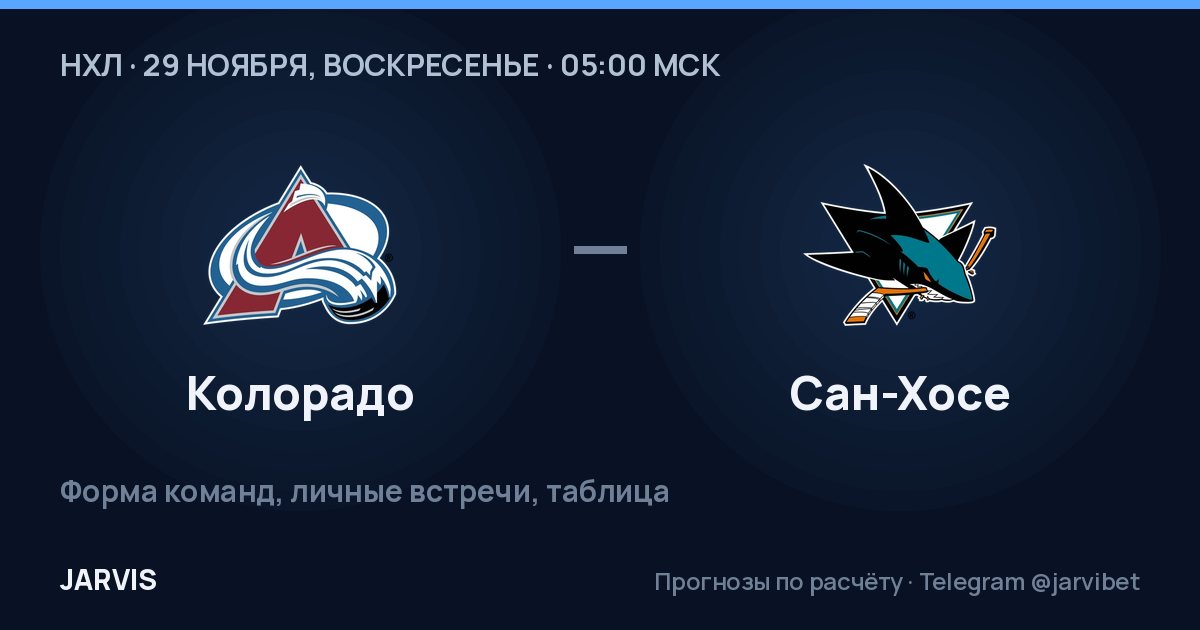 НХЛ · 29 НОЯБРЯ, ВОСКРЕСЕНЬЕ · 05:00 МСК
—
Колорадо
Сан-Хосе
Форма команд, личные встречи, таблица
JARVIS
Прогнозы по расчёту · Telegram @jarvibet